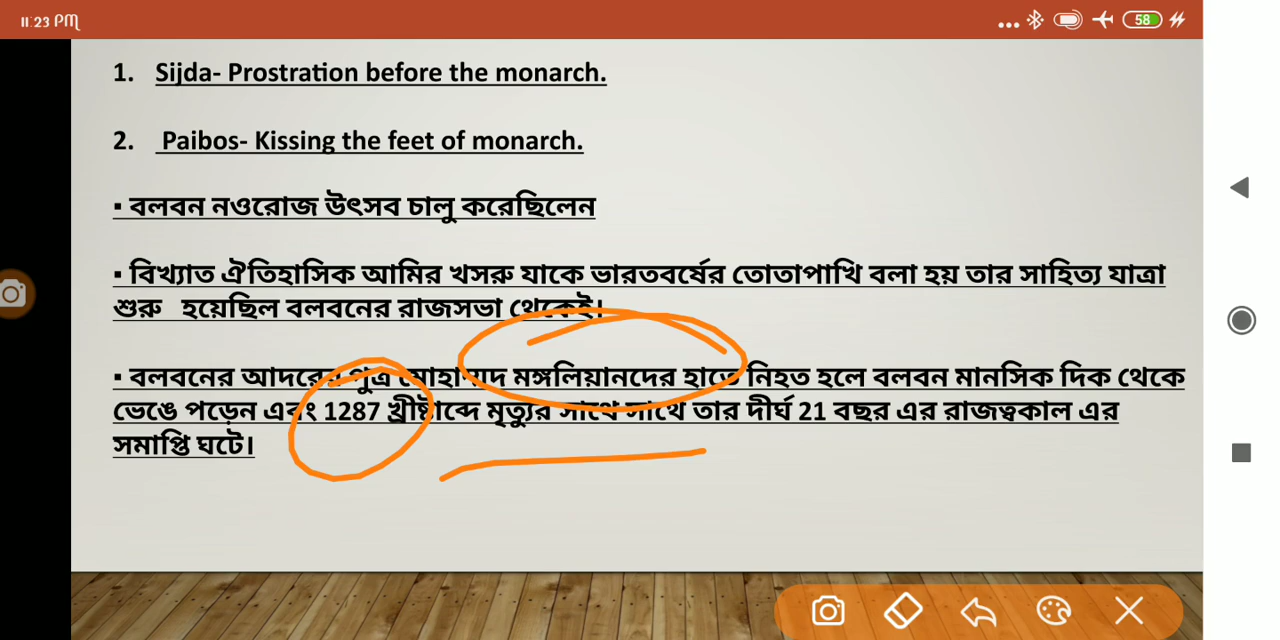 11:23 PM
58
1. Sijda- Prostration before the monarch.
2. Paibos- Kissing the feet of monarch.
▪ বলবন নওরোজ উৎসব চালু করেছিলেন
▪ বিখ্যাত ঐতিহাসিক আমির খসরু যাকে ভারতবর্ষের তোতাপাখি বলা হয় তার সাহিত্য যাত্রা
শুরু হয়েছিল বলবনের রাজসভা থেকেই।
▪ বলবনের আদরের পুত্র মোহাম্মদ মঙ্গলিয়ানদের হাতে নিহত হলে বলবন মানসিক দিক থেকে
ভেঙে পড়েন এবং 1287 খ্রীষ্টাব্দে মৃত্যুর সাথে সাথে তার দীর্ঘ 21 বছর এর রাজত্বকাল এর
সমাপ্তি ঘটে।